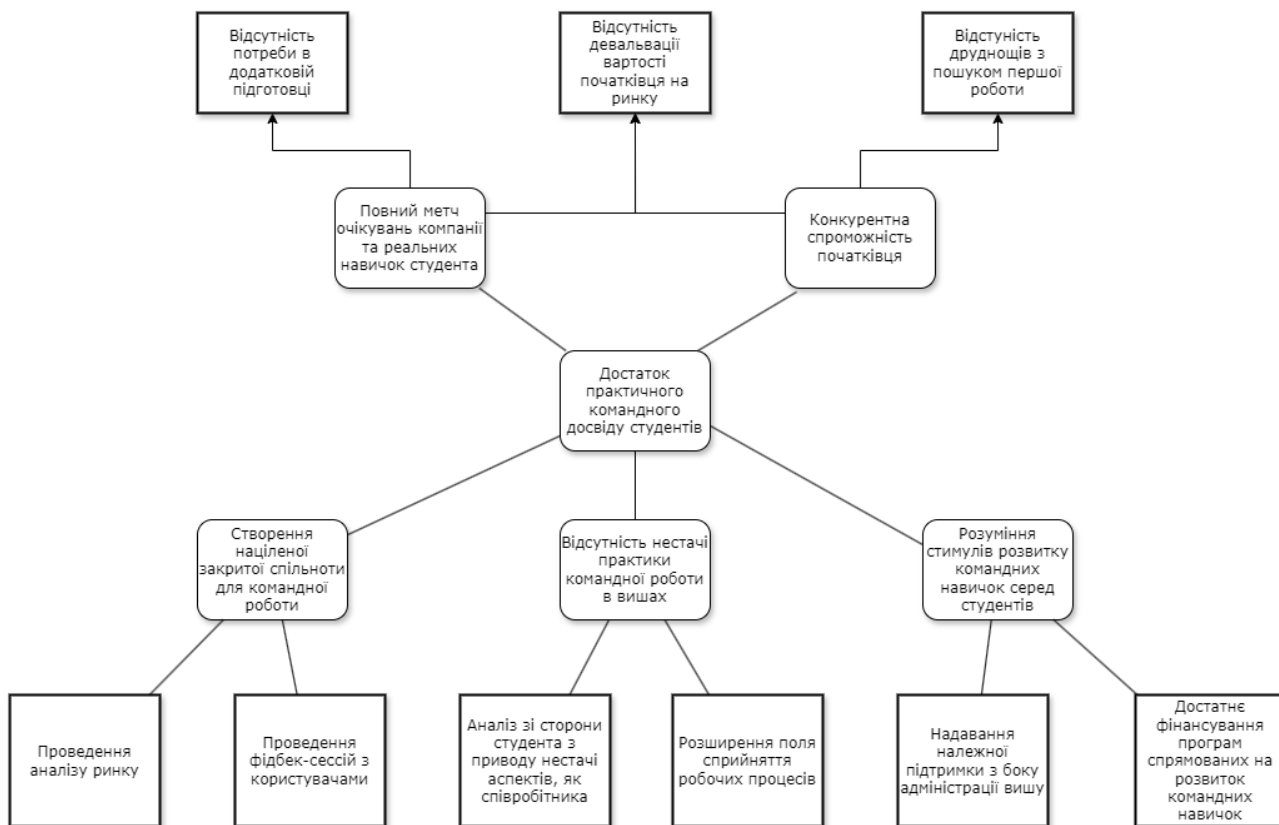 Відсутність
потреби в
додатковій
підготовці
Відсутність
девальвації
вартості
початківця на
ринку
Відстуність
друднощів з
пошуком першої
роботи
Повний метч
очікувань компанії
та реальних
навичок студента
Конкурентна
спроможність
початківця
Достаток
практичного
командного
досвіду студентів
Створення
націленої
закритої спільноти
для командної
роботи
Відсутність нестачі
практики
командної роботи
в вишах
Розуміння
стимулів розвитку
командних
навичок серед
студентів
Проведення
аналізу ринку
Проведення
фідбек-сессій з
користувачами
Аналіз зі сторони
студента з
приводу нестачі
аспектів, як
співробітника
Розширення поля
сприйняття
робочих процесів
Надавання
належної
підтримки з боку
адміністрації вишу
Достатнє
фінансування
програм
спрямованих на
розвиток
командних
навичок